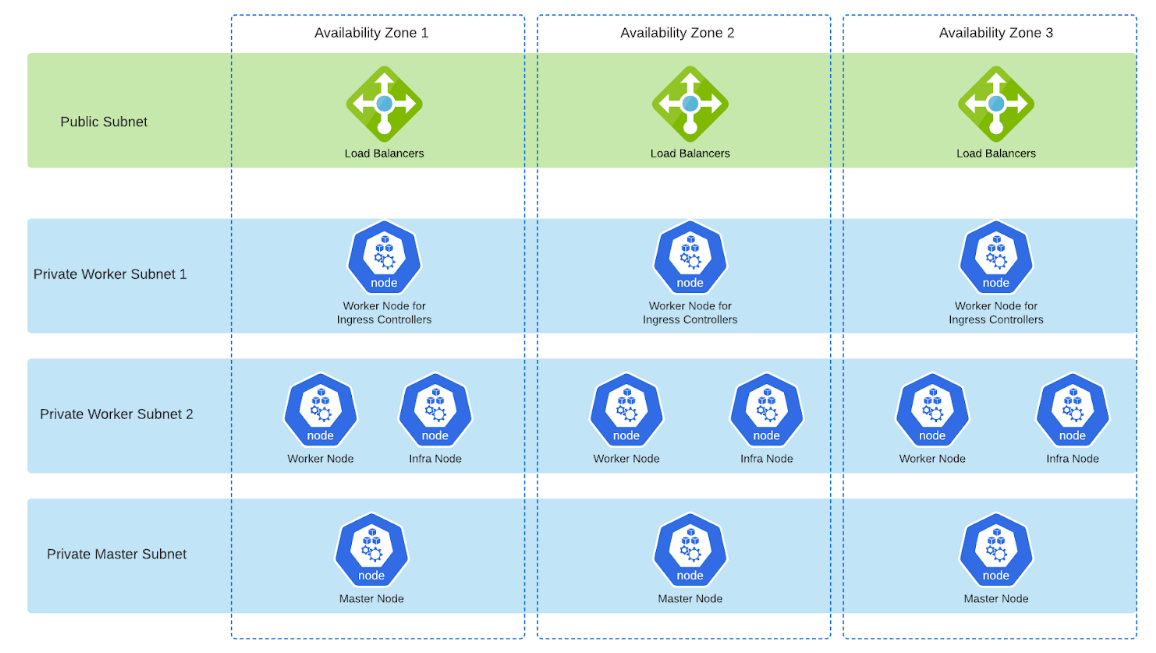 Availability Zone 1
Availability Zone 2
Availability Zone 3
Public Subnet
Load Balancers
Load Balancers
Load Balancers
Private Worker Subnet 1
node
Worker Node for
Ingress Controllers
node
Worker Node for
Ingress Controllers
node
Worker Node for
Ingress Controllers
Private Worker Subnet 2
node
Worker Node
node
Infra Node
node
Worker Node
node
Infra Node
node
Worker Node
node
Infra Node
Private Master Subnet
node
Master Node
node
Master Node
node
Master Node